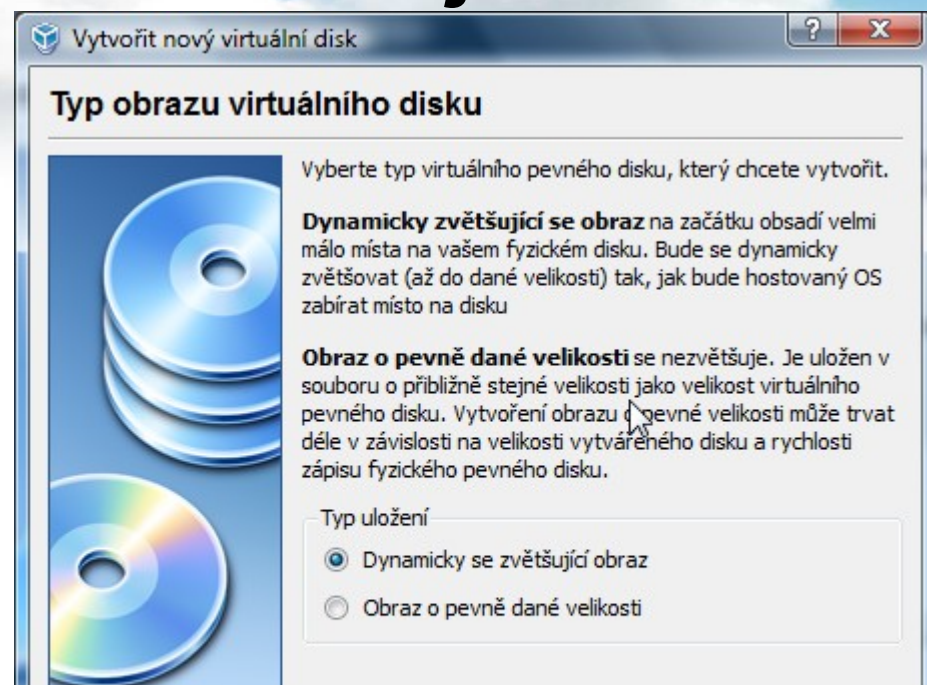 Vytvořit nový virtuální disk
Typ obrazu virtuálního disku
Vyberte typ virtuálního pevného disku, který chcete vytvořit.
Dynamicky zvětšující se obraz na začátku obsadí velmi
málo místa na vašem fyzickém disku. Bude se dynamicky
zvětšovat (až do dané velikosti) tak, jak bude hostovaný OS
zabírat místo na disku
Obraz o pevně dané velikosti se nezvětšuje. Je uložen v
souboru o přibližně stejné velikosti jako velikost virtuálního
pevného disku. Vytvoření obrazu o pevné velikosti může trvat
déle v závislosti na velikosti vytvářeného disku a rychlosti
zápisu fyzického pevného disku.
Typ uložení
Dynamicky se zvětšující obraz
Obraz o pevně dané velikosti